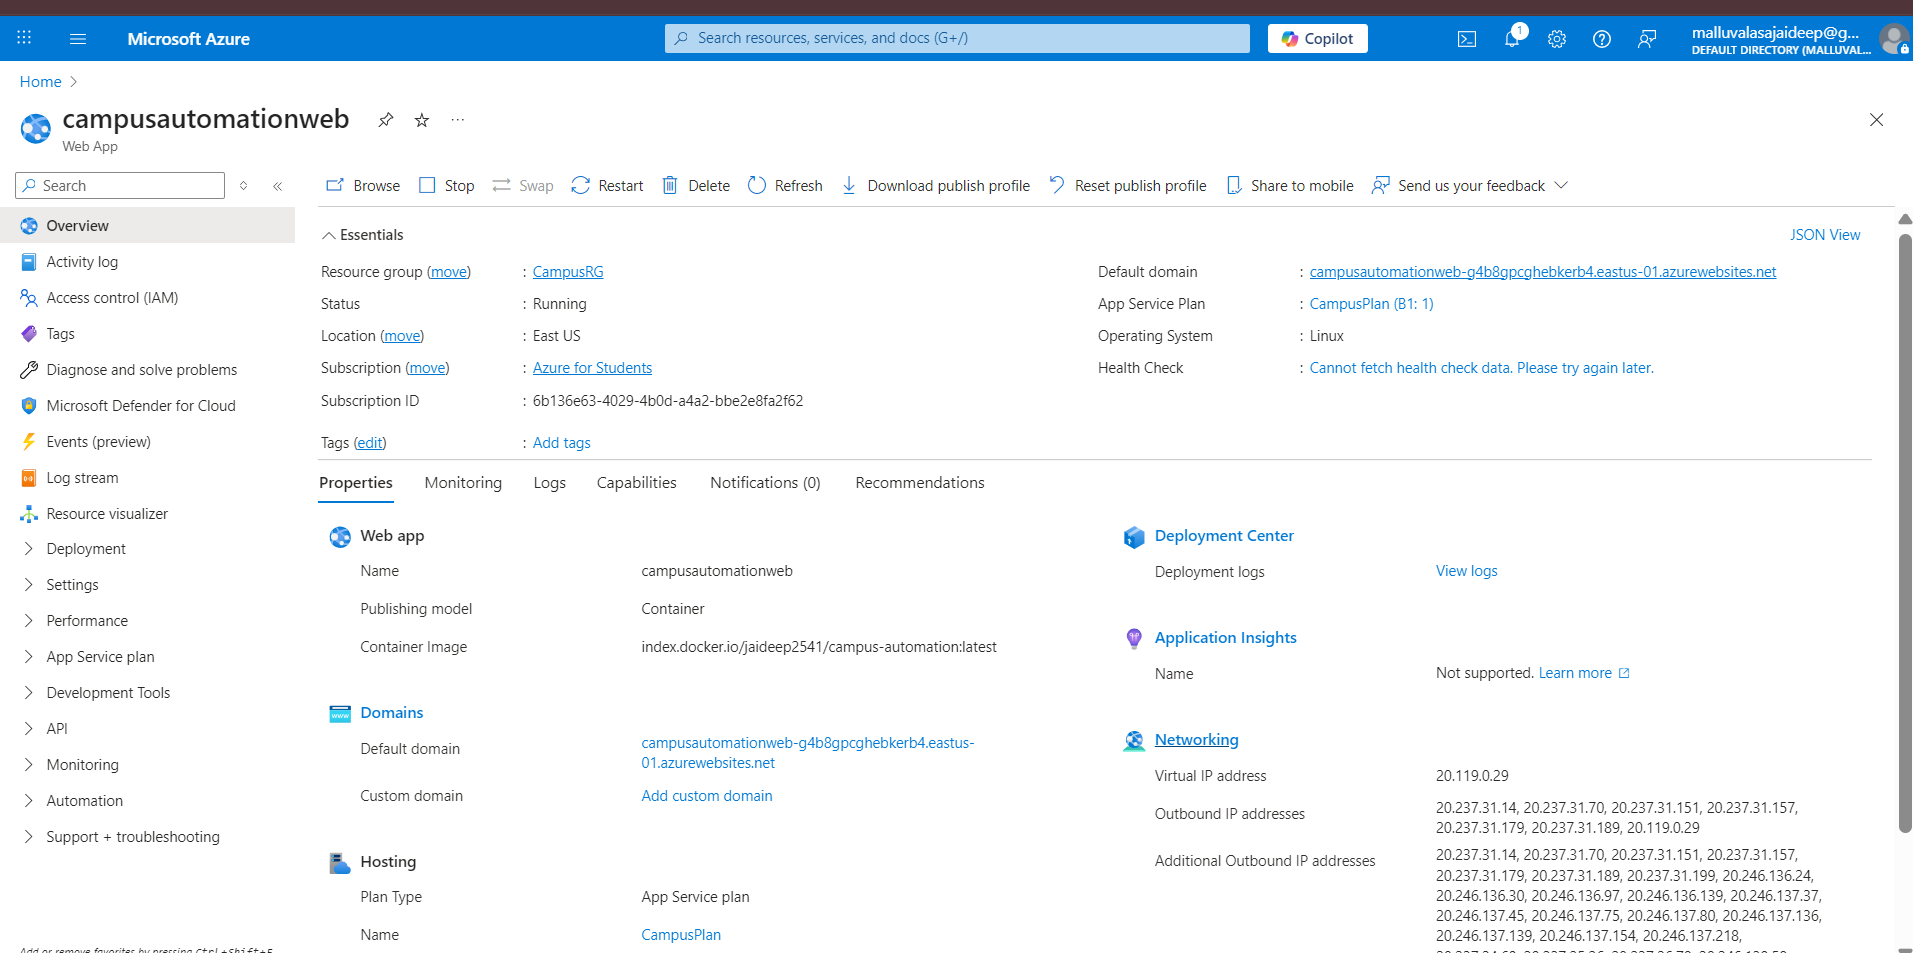 Microsoft Azure
Search resources, services, and docs (G+/)
Copilot
1
malluvalasajaideep@g...
DEFAULT DIRECTORY (MALLUVAL...
Home
campusautomationweb
Web App
Search
Browse
Stop
Swap
Restart
Delete
Refresh
Download publish profile
Reset publish profile
Share to mobile
Send us your feedback
Overview
Activity log
Access control (IAM)
Tags
Diagnose and solve problems
Microsoft Defender for Cloud
Events (preview)
Log stream
Resource visualizer
Deployment
Settings
Performance
App Service plan
Development Tools
API
Monitoring
Automation
Support + troubleshooting
Add or remove favorites by pressing Ctrl+Shift+F
Essentials
JSON View
Resource group (move) : CampusRG
Status : Running
Location (move) : East US
Subscription (move) : Azure for Students
Subscription ID : 6b136e63-4029-4b0d-a4a2-bbe2e8fa2f62
Tags (edit) : Add tags
Default domain : campusautomationweb-g4b8gpcghebkerb4.eastus-01.azurewebsites.net
App Service Plan : CampusPlan (B1: 1)
Operating System : Linux
Health Check : Cannot fetch health check data. Please try again later.
Properties
Monitoring
Logs
Capabilities
Notifications (0)
Recommendations
Web app
Name campusautomationweb
Publishing model Container
Container Image index.docker.io/jaideep2541/campus-automation:latest
Domains
Default domain campusautomationweb-g4b8gpcghebkerb4.eastus-
01.azurewebsites.net
Custom domain Add custom domain
Hosting
Plan Type App Service plan
Name CampusPlan
Deployment Center
Deployment logs View logs
Application Insights
Name Not supported. Learn more
Networking
Virtual IP address 20.119.0.29
Outbound IP addresses 20.237.31.14, 20.237.31.70, 20.237.31.151, 20.237.31.157,
20.237.31.179, 20.237.31.189, 20.119.0.29
Additional Outbound IP addresses 20.237.31.14, 20.237.31.70, 20.237.31.151, 20.237.31.157,
20.237.31.179, 20.237.31.189, 20.237.31.199, 20.246.136.24,
20.246.136.30, 20.246.136.97, 20.246.136.139, 20.246.137.37,
20.246.137.45, 20.246.137.75, 20.246.137.80, 20.246.137.136,
20.246.137.139, 20.246.137.154, 20.246.137.218,